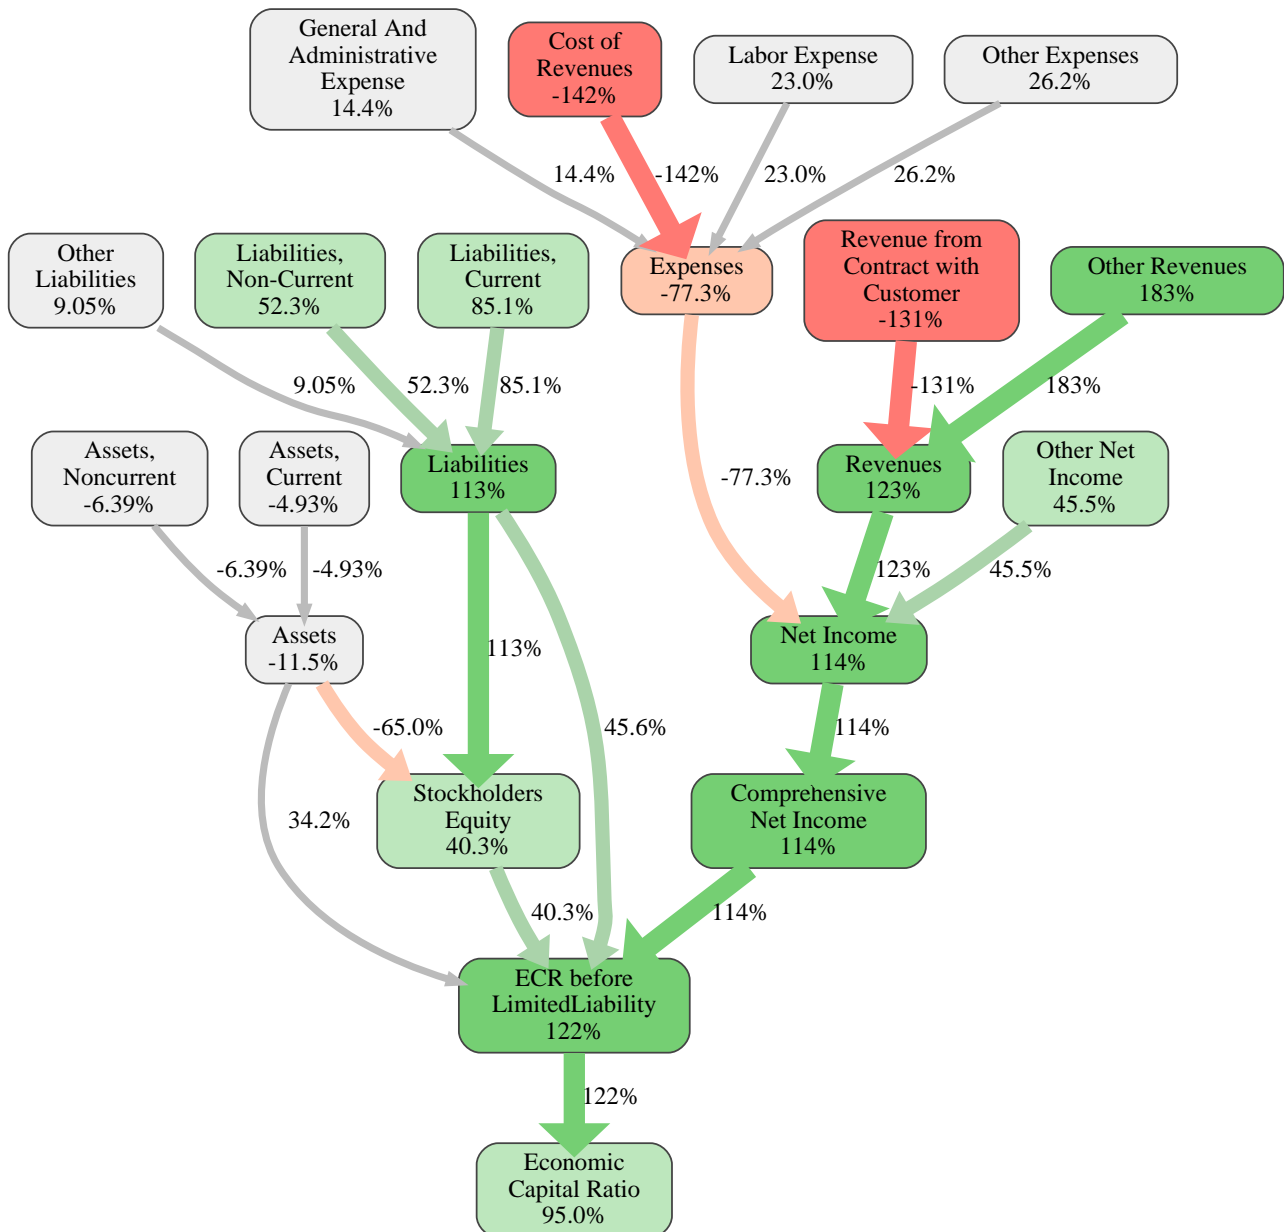 General And
Administrative
Expense
14.4%
Cost of
Revenues
-142%
Labor Expense
23.0%
Other Expenses
26.2%
14.4%
-142%
23.0%
26.2%
Other
Liabilities
9.05%
Liabilities,
Non-Current
52.3%
Liabilities,
Current
85.1%
Expenses
-77.3%
Revenue from
Contract with
Customer
-131%
Other Revenues
183%
9.05%
52.3%
85.1%
-131%
183%
Assets,
Noncurrent
-6.39%
Assets,
Current
-4.93%
Liabilities
113%
-77.3%
Revenues
123%
Other Net
Income
45.5%
-6.39%
-4.93%
123%
45.5%
Assets
-11.5%
113%
Net Income
114%
-65.0%
45.6%
114%
34.2%
Stockholders
Equity
40.3%
Comprehensive
Net Income
114%
40.3%
114%
ECR before
LimitedLiability
122%
122%
Economic
Capital Ratio
95.0%